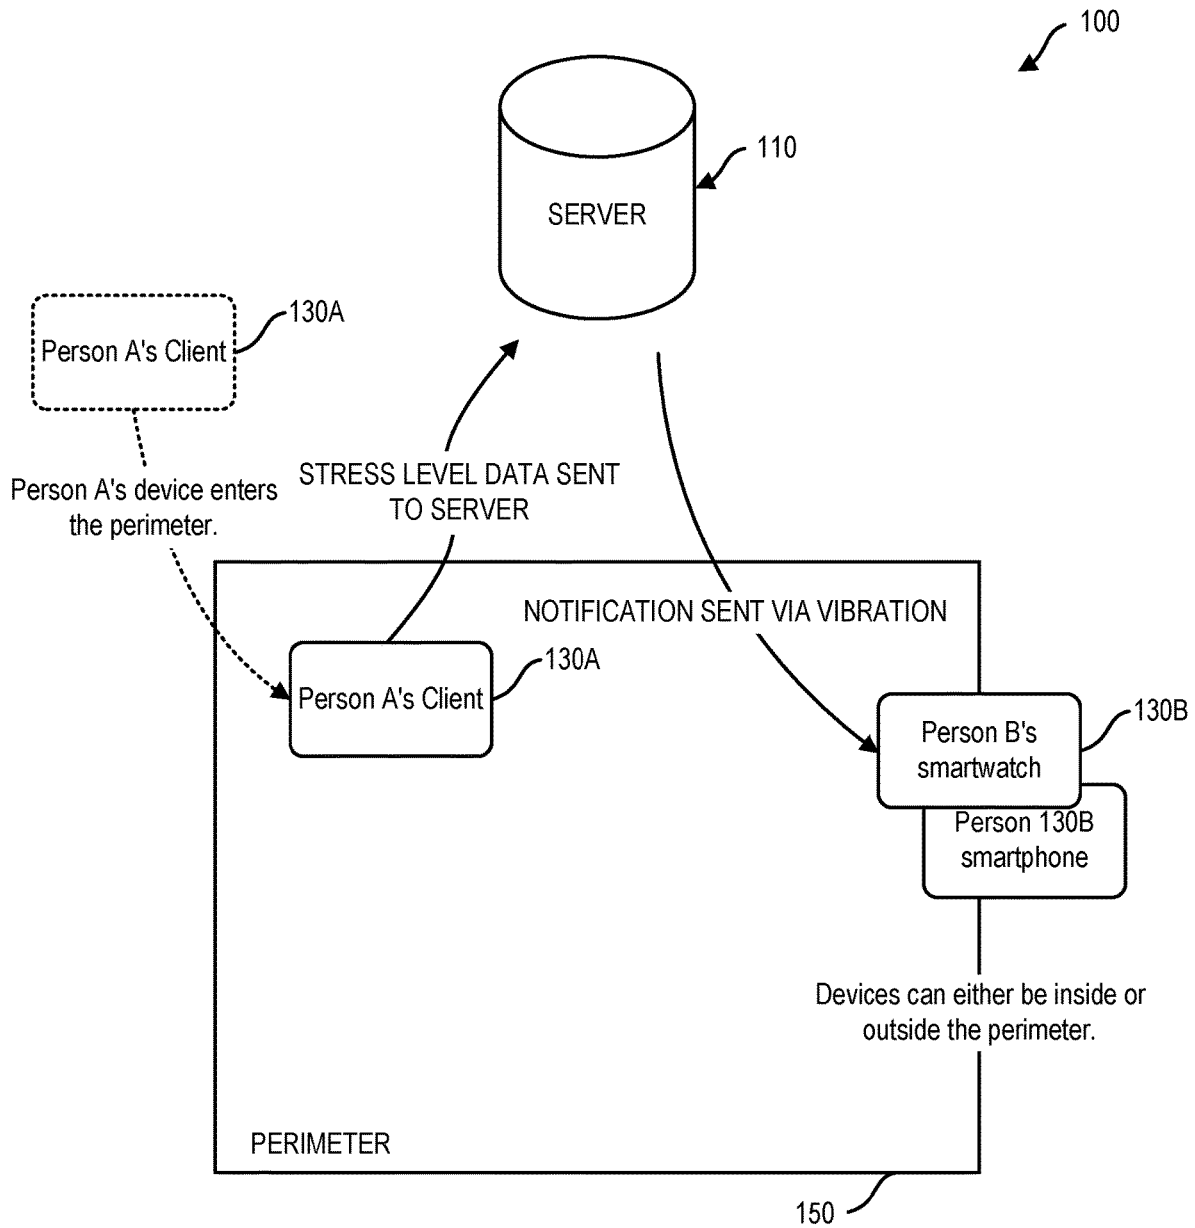 100
110
SERVER
130A
Person A's Client
STRESS LEVEL DATA SENT
TO SERVER
Person A's device enters
the perimeter.
NOTIFICATION SENT VIA VIBRATION
130A
Person A's Client
130B
Person B's
smartwatch
Person 130B
smartphone
Devices can either be inside or
outside the perimeter.
PERIMETER
150